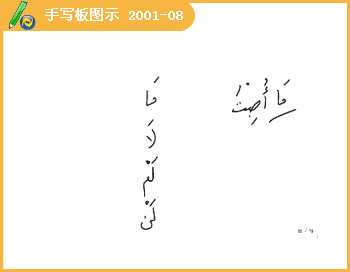 手写板图示 2001-08
مَا أُصِبْتُ
مَا
لَا
لَمْ
لَنْ